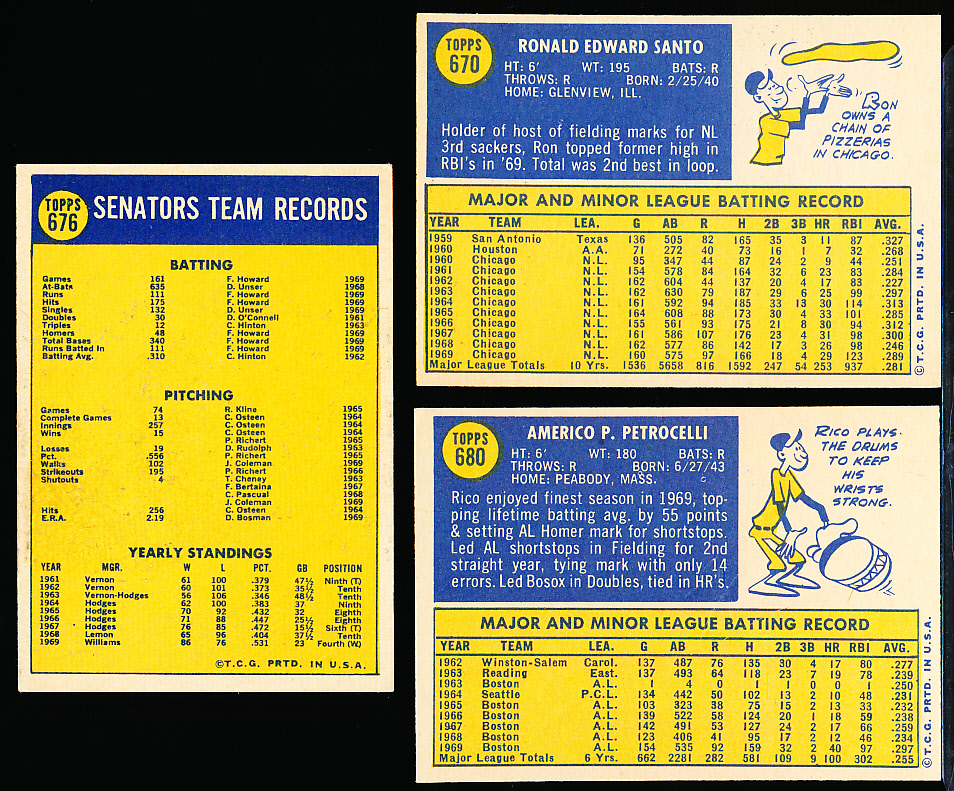 TOPPS
676
SENATORS TEAM RECORDS
BATTING
Games 161 F. Howard 1969
At-Bats 635 D. Unser 1968
Runs 111 F. Howard 1969
Hits 175 F. Howard 1969
Singles 132 D. Unser 1969
Doubles 30 D. O'Connell 1961
Triples 12 C. Hinton 1963
Homers 48 F. Howard 1969
Total Bases 340 F. Howard 1969
Runs Batted In 111 F. Howard 1969
Batting Avg. .310 C. Hinton 1962
PITCHING
Games 74 R. Kline 1965
Complete Games 13 C. Osteen 1964
Innings 257 C. Osteen 1964
Wins 15 C. Osteen 1964
P. Richert 1965
Losses 19 D. Rudolph 1963
Pct. .556 P. Richert 1965
Walks 102 J. Coleman 1969
Strikeouts 195 P. Richert 1966
Shutouts 4 T. Cheney 1963
F. Bertaina 1967
C. Pascual 1968
J. Coleman 1969
Hits 256 C. Osteen 1964
E.R.A. 2.19 D. Bosman 1969
YEARLY STANDINGS
YEAR MGR. W L PCT. GB POSITION
1961 Vernon 61 100 .379 47½ Ninth (T)
1962 Vernon 60 101 .373 35½ Tenth
1963 Vernon-Hodges 56 106 .346 48½ Tenth
1964 Hodges 62 100 .383 37 Ninth
1965 Hodges 70 92 .432 32 Eighth
1966 Hodges 71 88 .447 25½ Eighth
1967 Hodges 76 85 .472 15½ Sixth (T)
1968 Lemon 65 96 .404 37½ Tenth
1969 Williams 86 76 .531 23 Fourth (W)
©T.C.G. PRTD. IN U.S.A.
TOPPS
670
RONALD EDWARD SANTO
HT: 6' WT: 195 BATS: R
THROWS: R BORN: 2/25/40
HOME: GLENVIEW, ILL.
Holder of host of fielding marks for NL
3rd sackers, Ron topped former high in
RBI's in '69. Total was 2nd best in loop.
RON
OWNS A
CHAIN OF
PIZZERIAS
IN CHICAGO.
MAJOR AND MINOR LEAGUE BATTING RECORD
YEAR TEAM LEA. G AB R H 2B 3B HR RBI AVG.
1959 San Antonio Texas 136 505 82 165 35 3 11 87 .327
1960 Houston A.A. 71 272 40 73 16 1 7 32 .268
1960 Chicago N.L. 95 347 44 87 24 2 9 44 .251
1961 Chicago N.L. 154 578 84 164 32 6 23 83 .284
1962 Chicago N.L. 162 604 44 137 20 4 17 83 .227
1963 Chicago N.L. 162 630 79 187 29 6 25 99 .297
1964 Chicago N.L. 161 592 94 185 33 13 30 114 .313
1965 Chicago N.L. 164 608 88 173 30 4 33 101 .285
1966 Chicago N.L. 155 561 93 175 21 8 30 94 .312
1967 Chicago N.L. 161 586 107 176 23 4 31 98 .300
1968 Chicago N.L. 162 577 86 142 17 3 26 98 .246
1969 Chicago N.L. 160 575 97 166 18 4 29 123 .289
Major League Totals 10 Yrs. 1536 5658 816 1592 247 54 253 937 .281
©T.C.G. PRTD. IN U.S.A.
TOPPS
680
AMERICO P. PETROCELLI
HT: 6' WT: 180 BATS: R
THROWS: R BORN: 6/27/43
HOME: PEABODY, MASS.
Rico enjoyed finest season in 1969, top-
ping lifetime batting avg. by 55 points
& setting AL Homer mark for shortstops.
Led AL shortstops in Fielding for 2nd
straight year, tying mark with only 14
errors. Led Bosox in Doubles, tied in HR's.
RICO PLAYS
THE DRUMS
TO KEEP
HIS
WRISTS
STRONG.
MAJOR AND MINOR LEAGUE BATTING RECORD
YEAR TEAM LEA. G AB R H 2B 3B HR RBI AVG.
1962 Winston-Salem Carol. 137 487 76 135 30 4 17 80 .277
1963 Reading East. 137 493 64 118 23 7 19 78 .239
1963 Boston A.L. 1 4 0 1 1 0 0 1 .250
1964 Seattle P.C.L. 134 442 50 102 13 2 10 48 .231
1965 Boston A.L. 103 323 38 75 15 2 13 33 .232
1966 Boston A.L. 139 522 58 124 20 1 18 59 .238
1967 Boston A.L. 142 491 53 127 24 2 17 66 .259
1968 Boston A.L. 123 406 41 95 17 2 12 46 .234
1969 Boston A.L. 154 535 92 159 32 2 40 97 .297
Major League Totals 6 Yrs. 662 2281 282 581 109 9 100 302 .255
©T.C.G. PRTD. IN U.S.A.